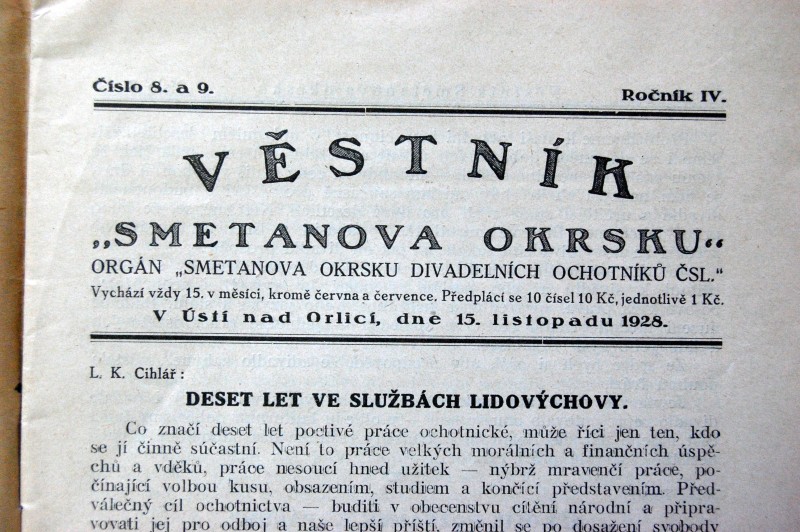 Číslo 8. a 9.
Ročník IV.
VĚSTNÍK
„SMETANOVA OKRSKU“
ORGÁN „SMETANOVA OKRSKU DIVADELNÍCH OCHOTNÍKŮ ČSL.“
Vychází vždy 15. v měsíci, kromě června a července. Předplácí se 10 čísel 10 Kč, jednotlivě 1 Kč.
V Ústí nad Orlicí, dne 15. listopadu 1928.
L. K. Cihlář:
DESET LET VE SLUŽBÁCH LIDOVÝCHOVY.
Co značí deset let poctivé práce ochotnické, může říci jen ten, kdo
se jí činně súčastní. Není to práce velkých morálních a finančních úspě-
chů a vděků, práce nesoucí hned užitek — nýbrž mravenčí práce, po-
čínající volbou kusu, obsazením, studiem a končící představením. Před-
válečný cíl ochotnictva — buditi v obecenstvu cítění národní a připra-
vovati jej pro odboj a naše lepší příští, změnil se po dosažení svobody